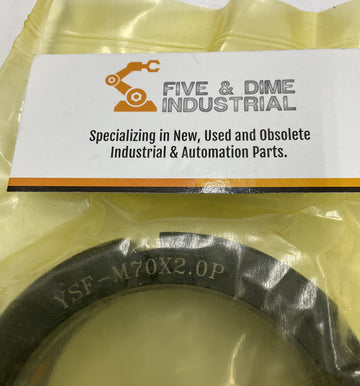 FIVE & DIME
INDUSTRIAL
Specializing in New, Used and Obsolete
Industrial & Automation Parts.
YSF-M70X2.0P